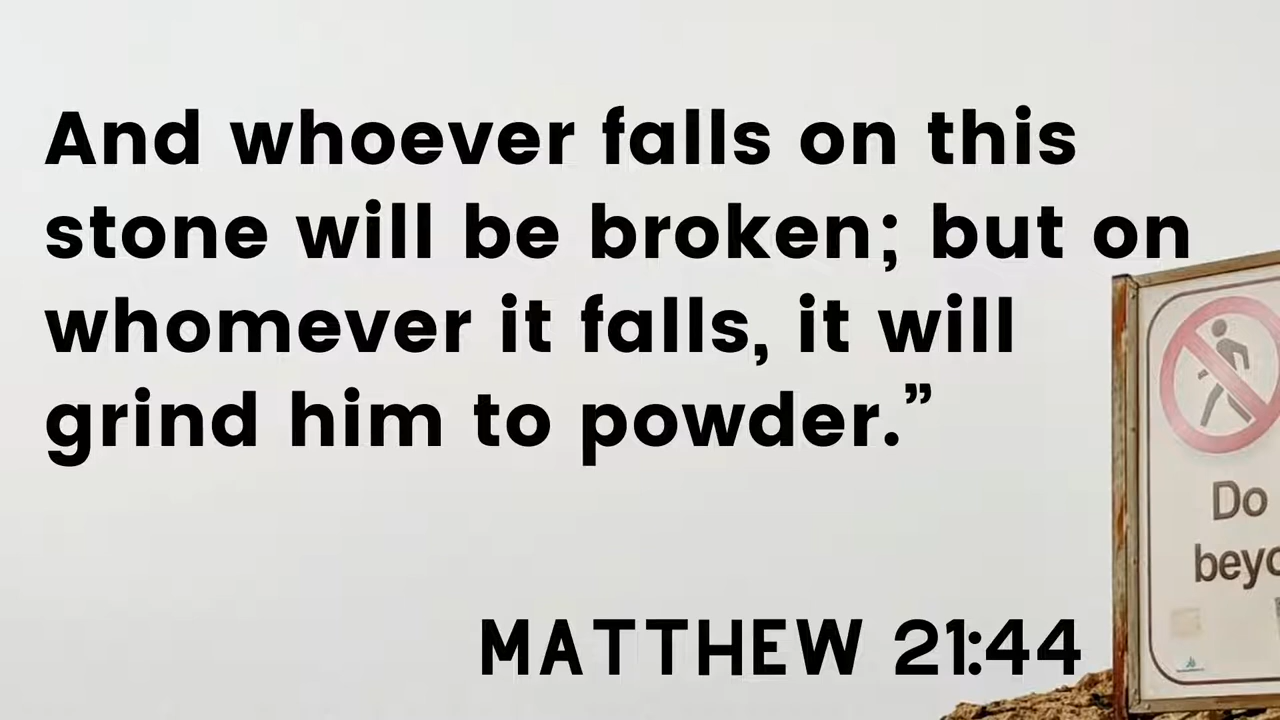 And whoever falls on this
stone will be broken; but on
whomever it falls, it will
grind him to powder.”
MATTHEW 21:44
Do